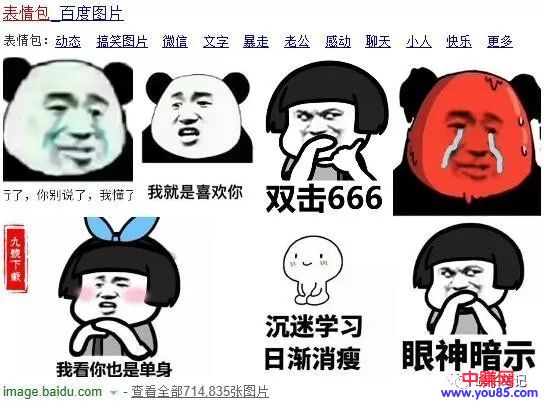 表情包_百度图片
表情包： 动态 搞笑图片 微信 文字 暴走 老公 感动 聊天 小人 快乐 更多
行了，你别说了，我懂了
我就是喜欢你
双击666
九號下載
我看你也是单身
沉迷学习
日渐消瘦
眼神暗示
image.baidu.com - 查看全部714,835张图片
中赚网
www.you85.com